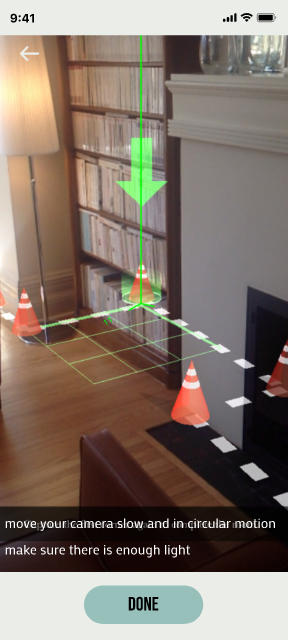 9:41
move your camera slow and in circular motion
make sure there is enough light
DONE